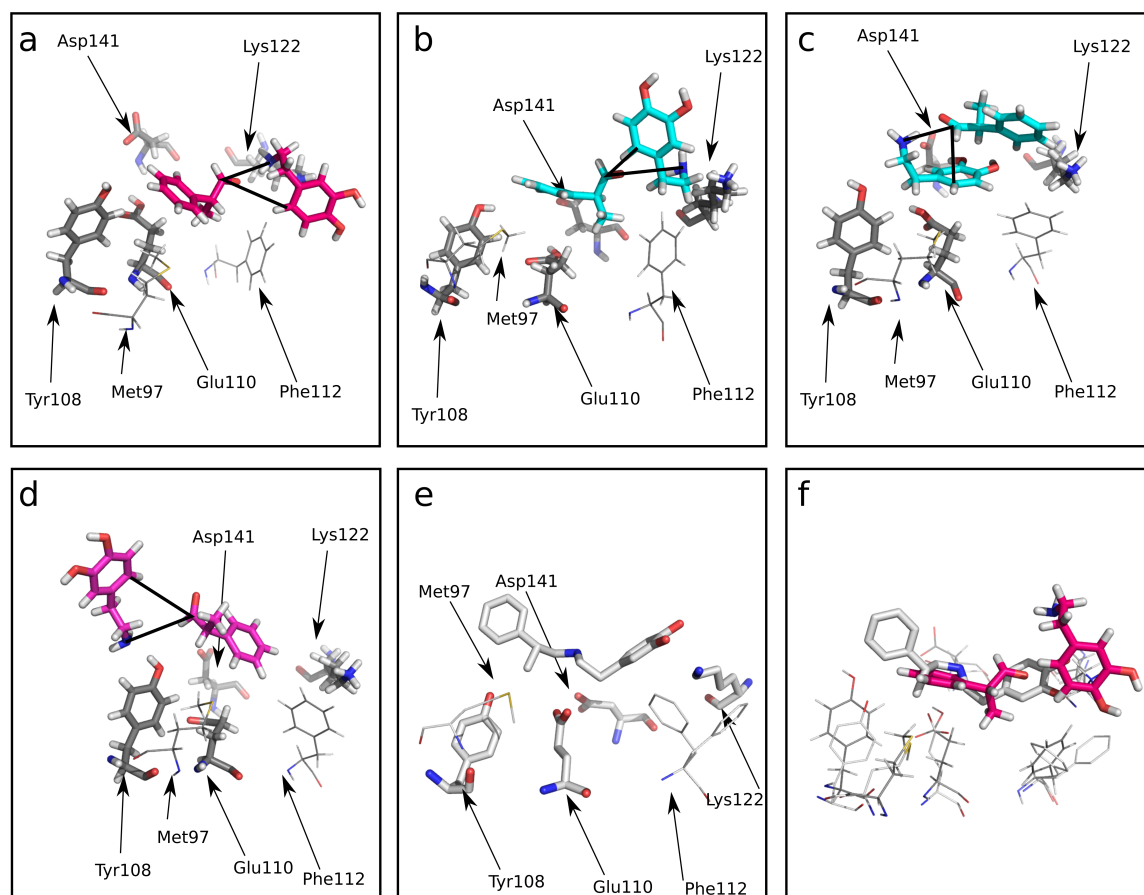 a
Asp141
Lys122
Tyr108
Met97
Glu110
Phe112
b
Asp141
Lys122
Met97
Tyr108
Glu110
Phe112
c
Asp141
Lys122
Tyr108
Met97
Glu110
Phe112
d
Asp141
Lys122
Met97
Tyr108
Glu110
Phe112
e
Met97
Asp141
Lys122
Tyr108
Glu110
Phe112
f